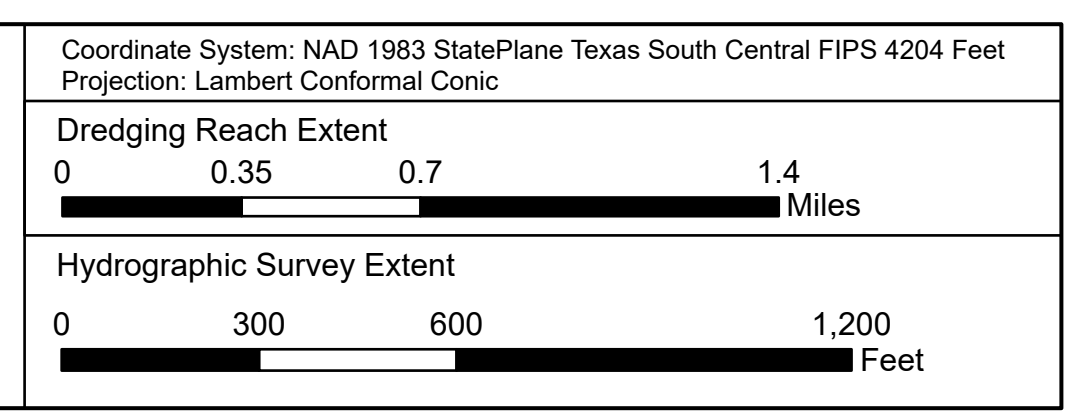 Coordinate System: NAD 1983 StatePlane Texas South Central FIPS 4204 Feet
Projection: Lambert Conformal Conic
Dredging Reach Extent
0 0.35 0.7 1.4
Miles
Hydrographic Survey Extent
0 300 600 1,200
Feet